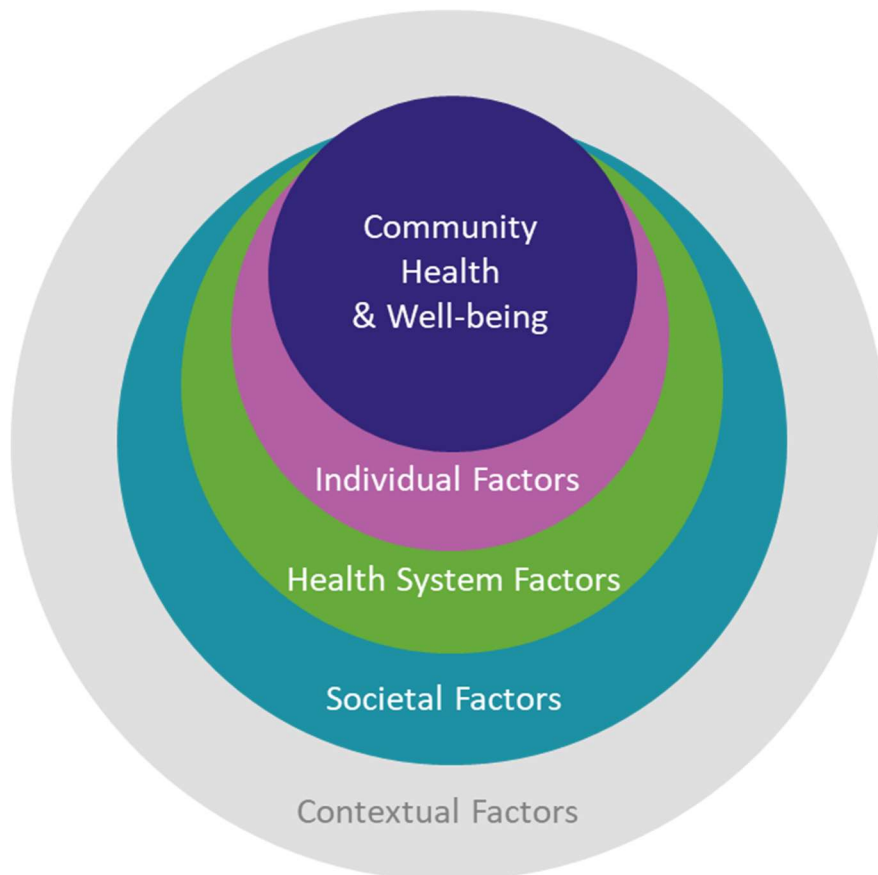 Community
Health
& Well-being
Individual Factors
Health System Factors
Societal Factors
Contextual Factors